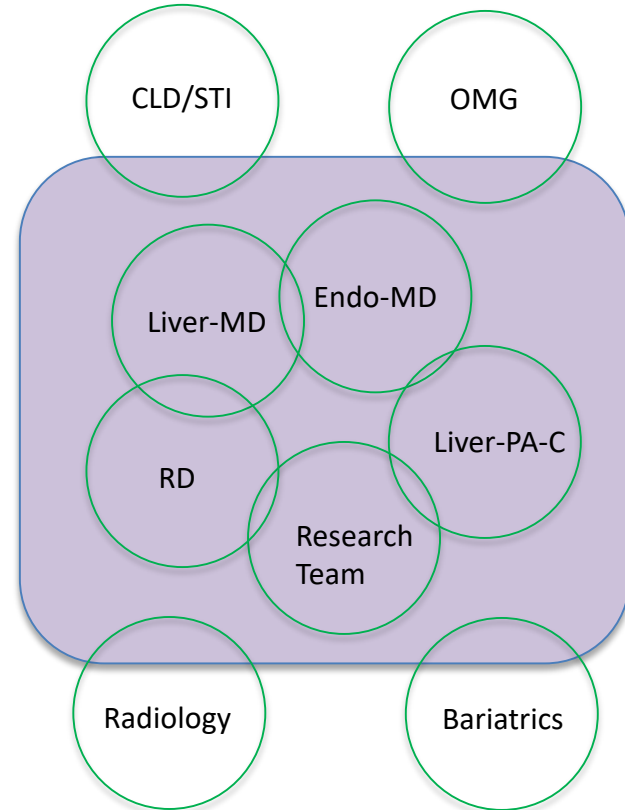 CLD/STI
OMG
Endo-MD
Liver-MD
Liver-PA-C
RD
Research
Team
Radiology
Bariatrics